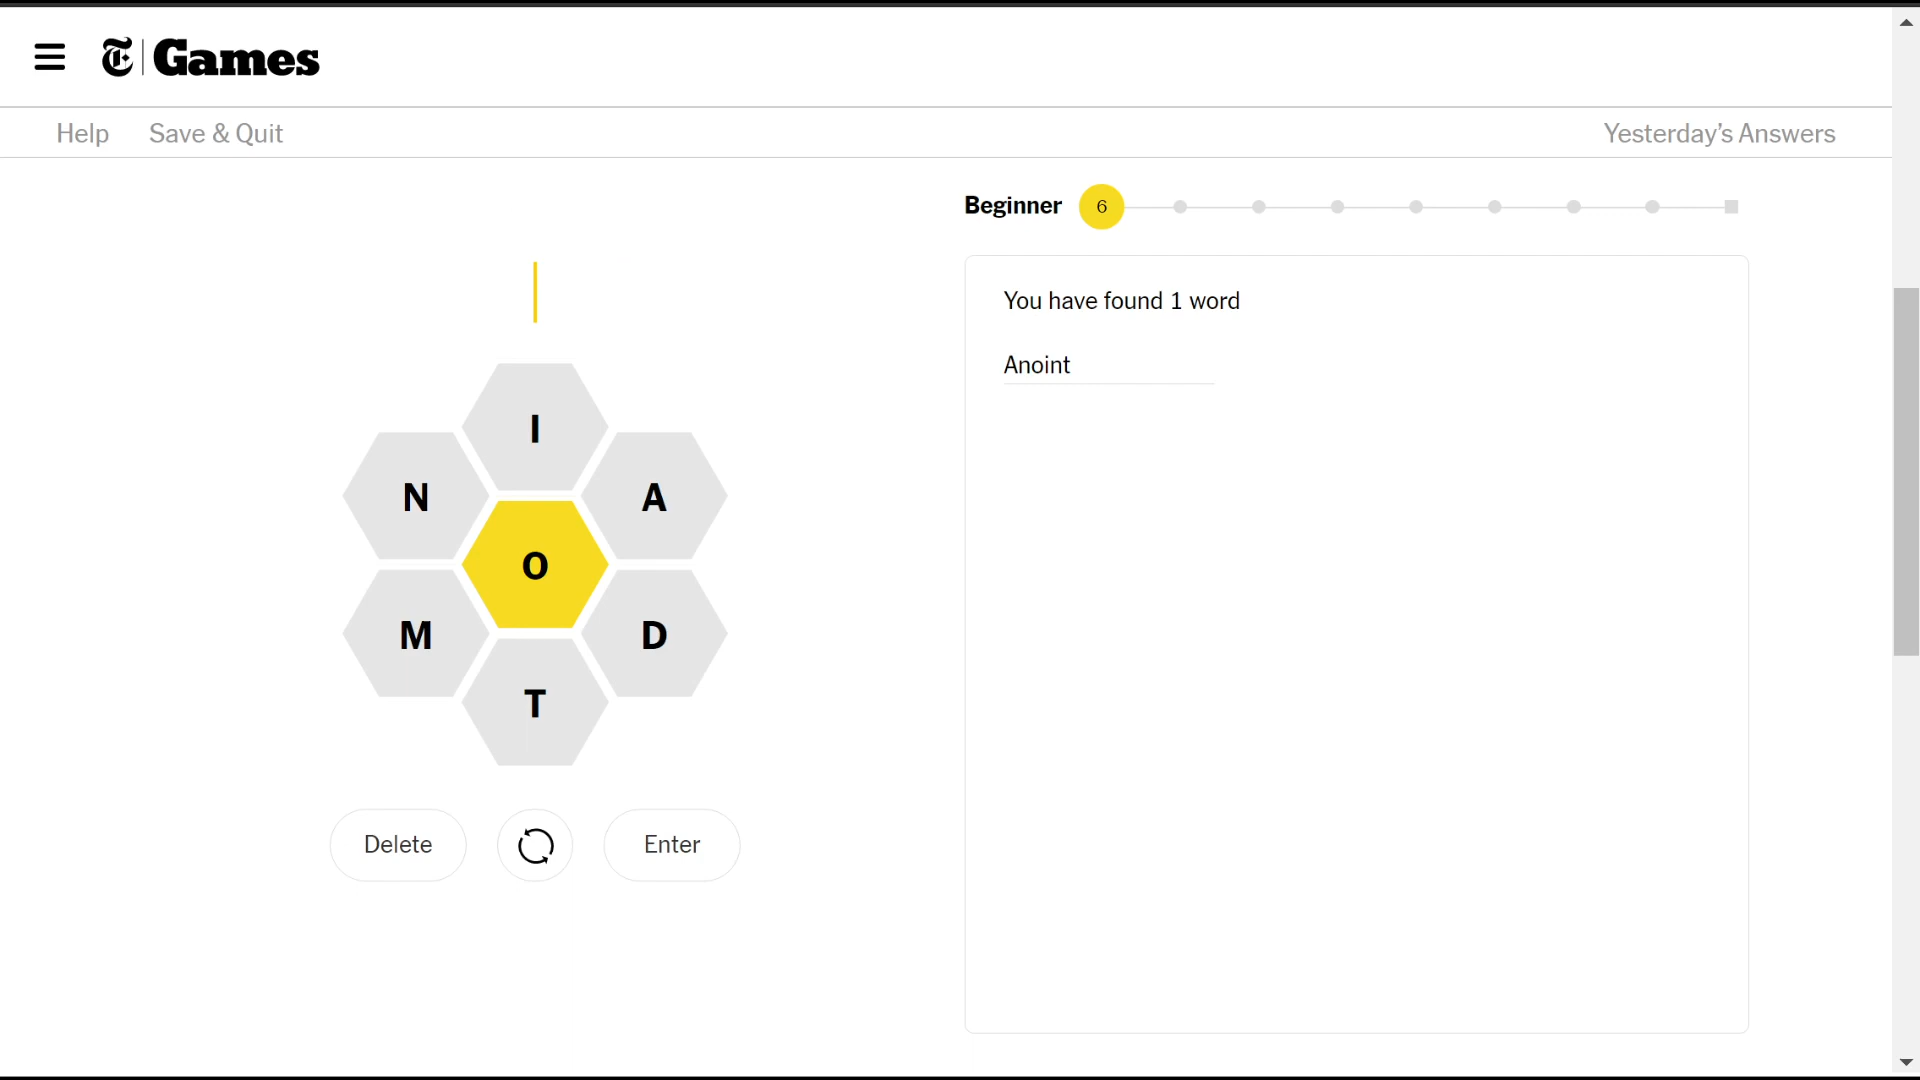 T Games
Help Save & Quit Yesterday's Answers
Beginner 6
You have found 1 word
Anoint
I
N A
O
M D
T
Delete Enter